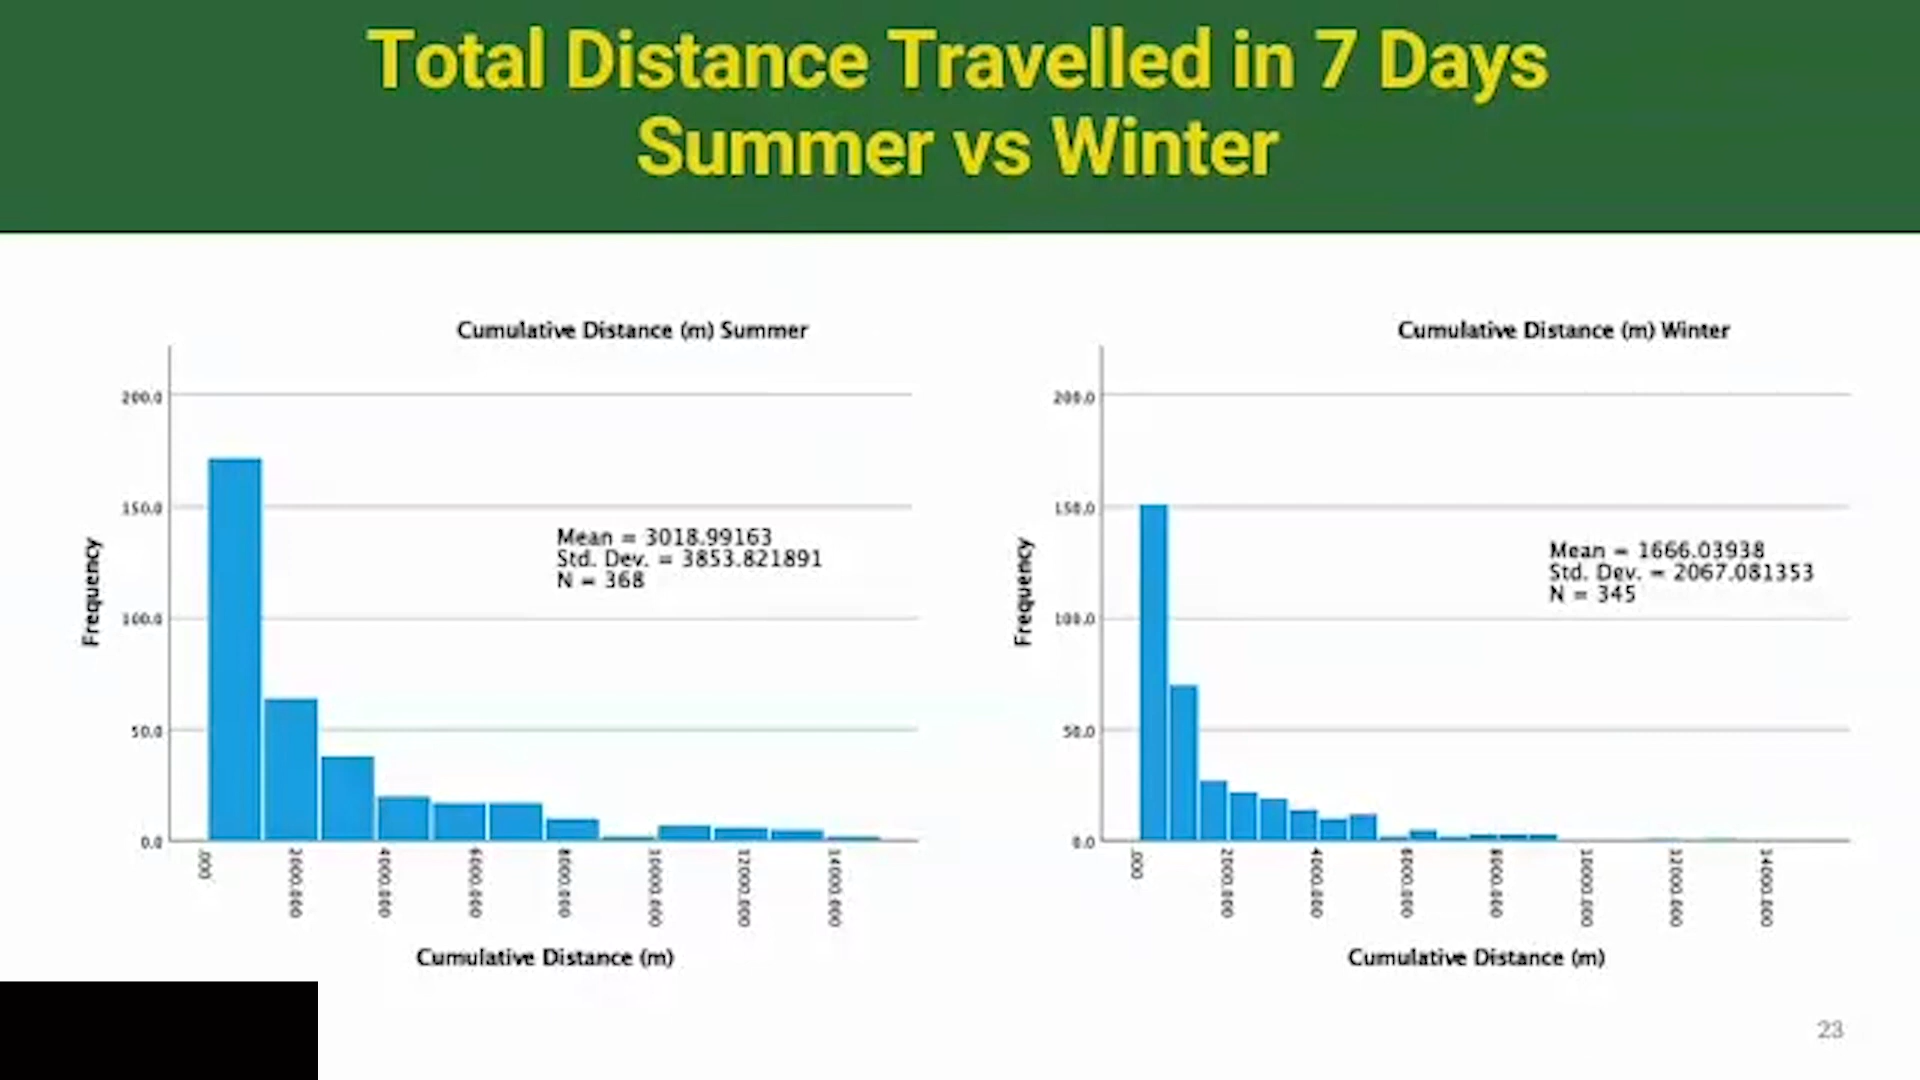 Total Distance Travelled in 7 Days
Summer vs Winter
Cumulative Distance (m) Summer
200.0
150.0
100.0
50.0
0.0
Frequency
Mean = 3018.99163
Std. Dev. = 3853.821891
N = 368
.000
2000.000
4000.000
6000.000
8000.000
10000.000
12000.000
14000.000
Cumulative Distance (m)
Cumulative Distance (m) Winter
200.0
150.0
100.0
50.0
0.0
Frequency
Mean = 1666.03938
Std. Dev. = 2067.081353
N = 345
.000
2000.000
4000.000
6000.000
8000.000
10000.000
12000.000
14000.000
Cumulative Distance (m)
23